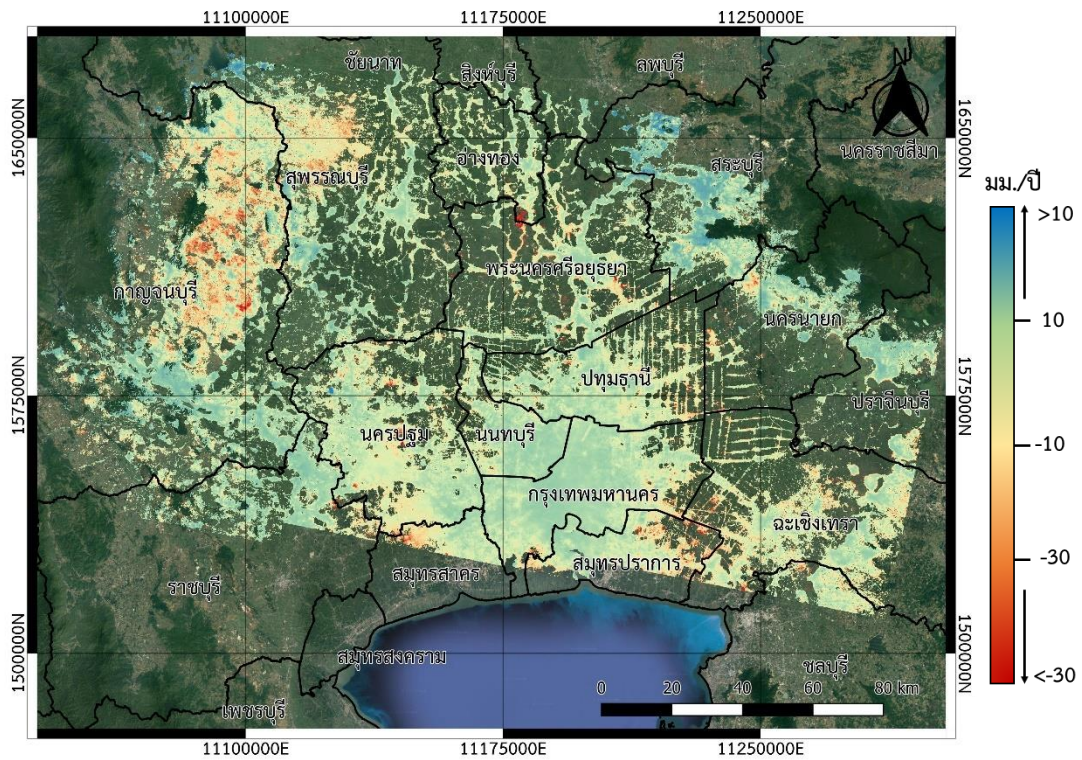 11100000E 11175000E 11250000E
ชัยนาท
สิงห์บุรี
ลพบุรี
N
1650000N
1650000N
อ่างทอง
สระบุรี
นครราชสีมา
สุพรรณบุรี
มม./ปี
>10
พระนครศรีอยุธยา
กาญจนบุรี
นครนายก
10
ปทุมธานี
1575000N
1575000N
ปราจีนบุรี
นครปฐม
นนทบุรี
-10
กรุงเทพมหานคร
ฉะเชิงเทรา
-30
สมุทรปราการ
สมุทรสาคร
ราชบุรี
1500000N
1500000N
สมุทรสงคราม
ชลบุรี
<-30
0 20 40 60 80 km
เพชรบุรี
11100000E 11175000E 11250000E